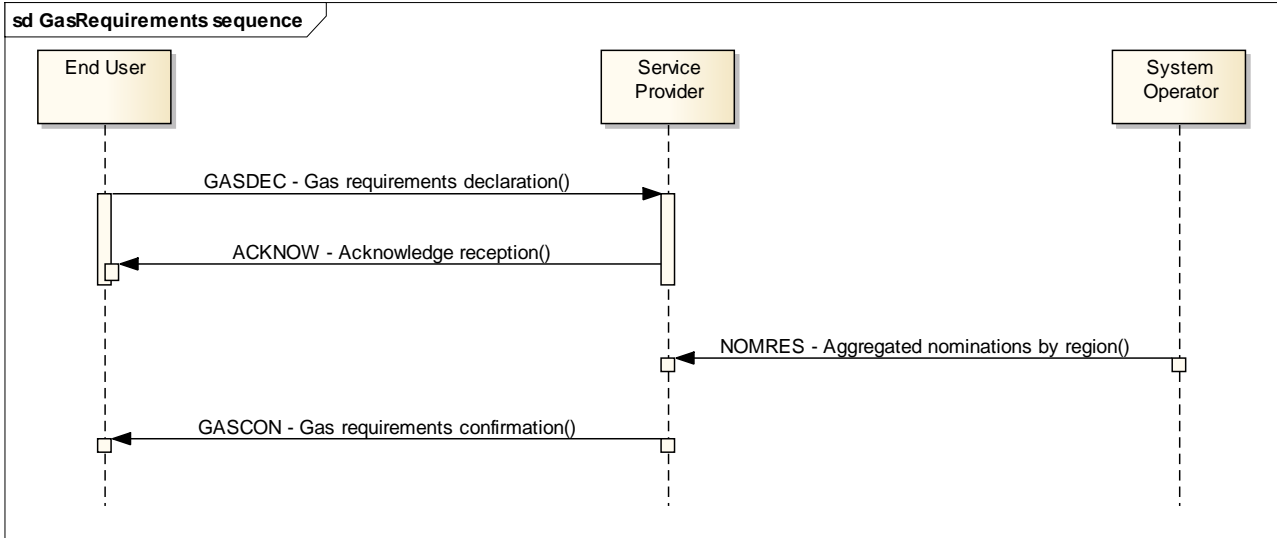 sd GasRequirements sequence
End User
Service
Provider
System
Operator
GASDEC - Gas requirements declaration()
ACKNOW - Acknowledge reception()
NOMRES - Aggregated nominations by region()
GASCON - Gas requirements confirmation()